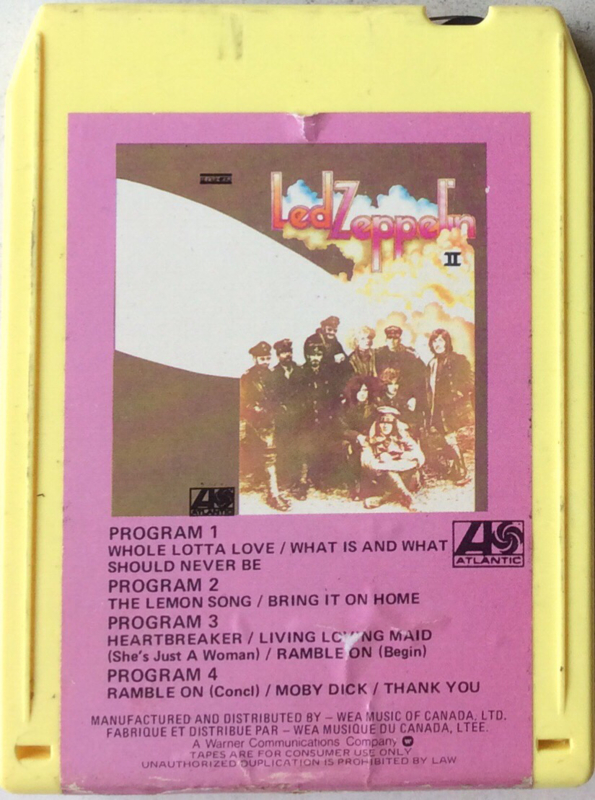 Led Zeppelin
II
ATLANTIC
PROGRAM 1
WHOLE LOTTA LOVE / WHAT IS AND WHAT
SHOULD NEVER BE
ATLANTIC
PROGRAM 2
THE LEMON SONG / BRING IT ON HOME
PROGRAM 3
HEARTBREAKER / LIVING LOVING MAID
(She's Just A Woman) / RAMBLE ON (Begin)
PROGRAM 4
RAMBLE ON (Concl) / MOBY DICK / THANK YOU
MANUFACTURED AND DISTRIBUTED BY – WEA MUSIC OF CANADA, LTD.
FABRIQUE ET DISTRIBUE PAR – WEA MUSIQUE DU CANADA, LTEE.
A Warner Communications Company
TAPES ARE FOR CONSUMER USE ONLY
UNAUTHORIZED DUPLICATION IS PROHIBITED BY LAW